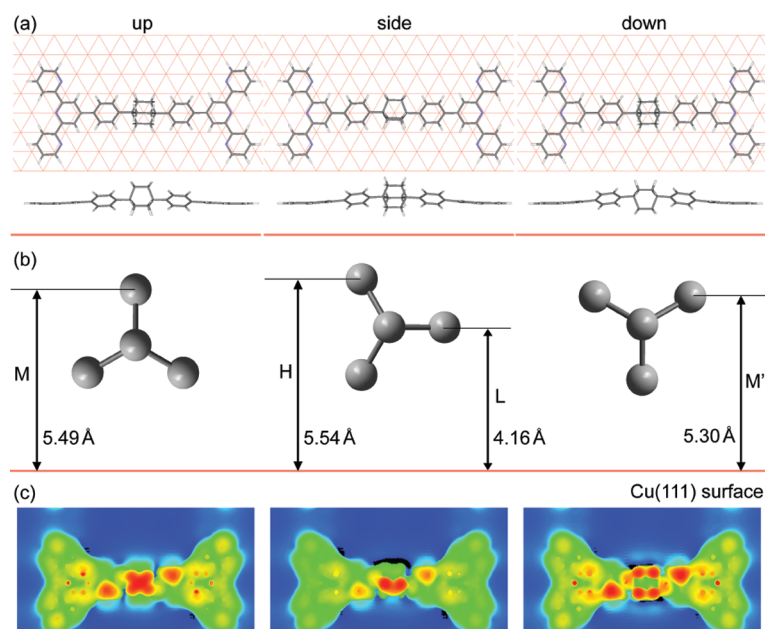 (a)
up
side
down
(b)
M
5.49 Å
H
5.54 Å
L
4.16 Å
M'
5.30 Å
(c)
Cu(111) surface